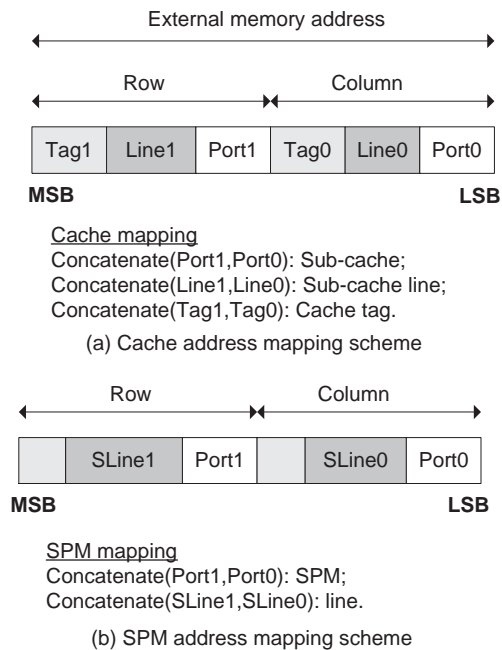 External memory address
Row Column
Tag1 Line1 Port1 Tag0 Line0 Port0
MSB LSB
Cache mapping
Concatenate(Port1,Port0): Sub-cache;
Concatenate(Line1,Line0): Sub-cache line;
Concatenate(Tag1,Tag0): Cache tag.
(a) Cache address mapping scheme
Row Column
SLine1 Port1 SLine0 Port0
MSB LSB
SPM mapping
Concatenate(Port1,Port0): SPM;
Concatenate(SLine1,SLine0): line.
(b) SPM address mapping scheme